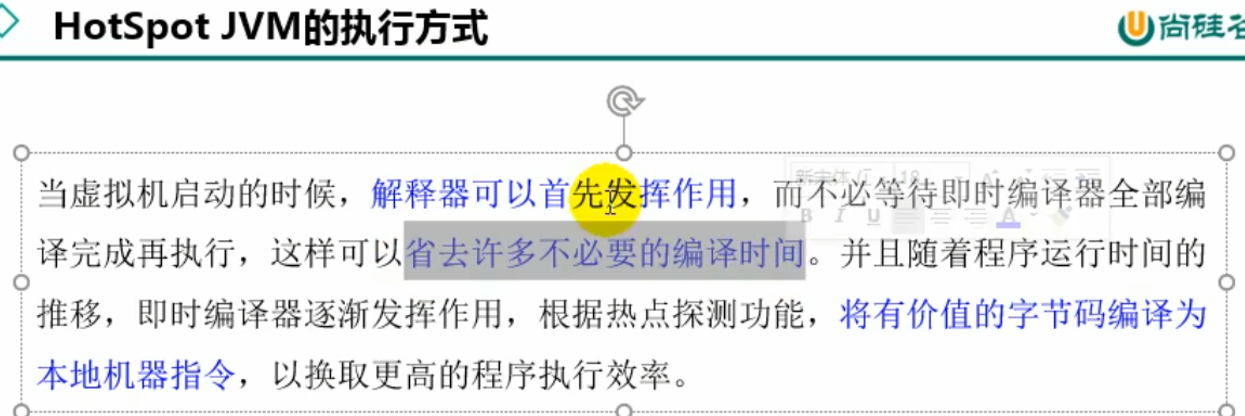 HotSpot JVM的执行方式
尚硅谷
当虚拟机启动的时候，解释器可以首先发挥作用，而不必等待即时编译器全部编
译完成再执行，这样可以省去许多不必要的编译时间。并且随着程序运行时间的
推移，即时编译器逐渐发挥作用，根据热点探测功能，将有价值的字节码编译为
本地机器指令，以换取更高的程序执行效率。
新宋体 18
B I U A